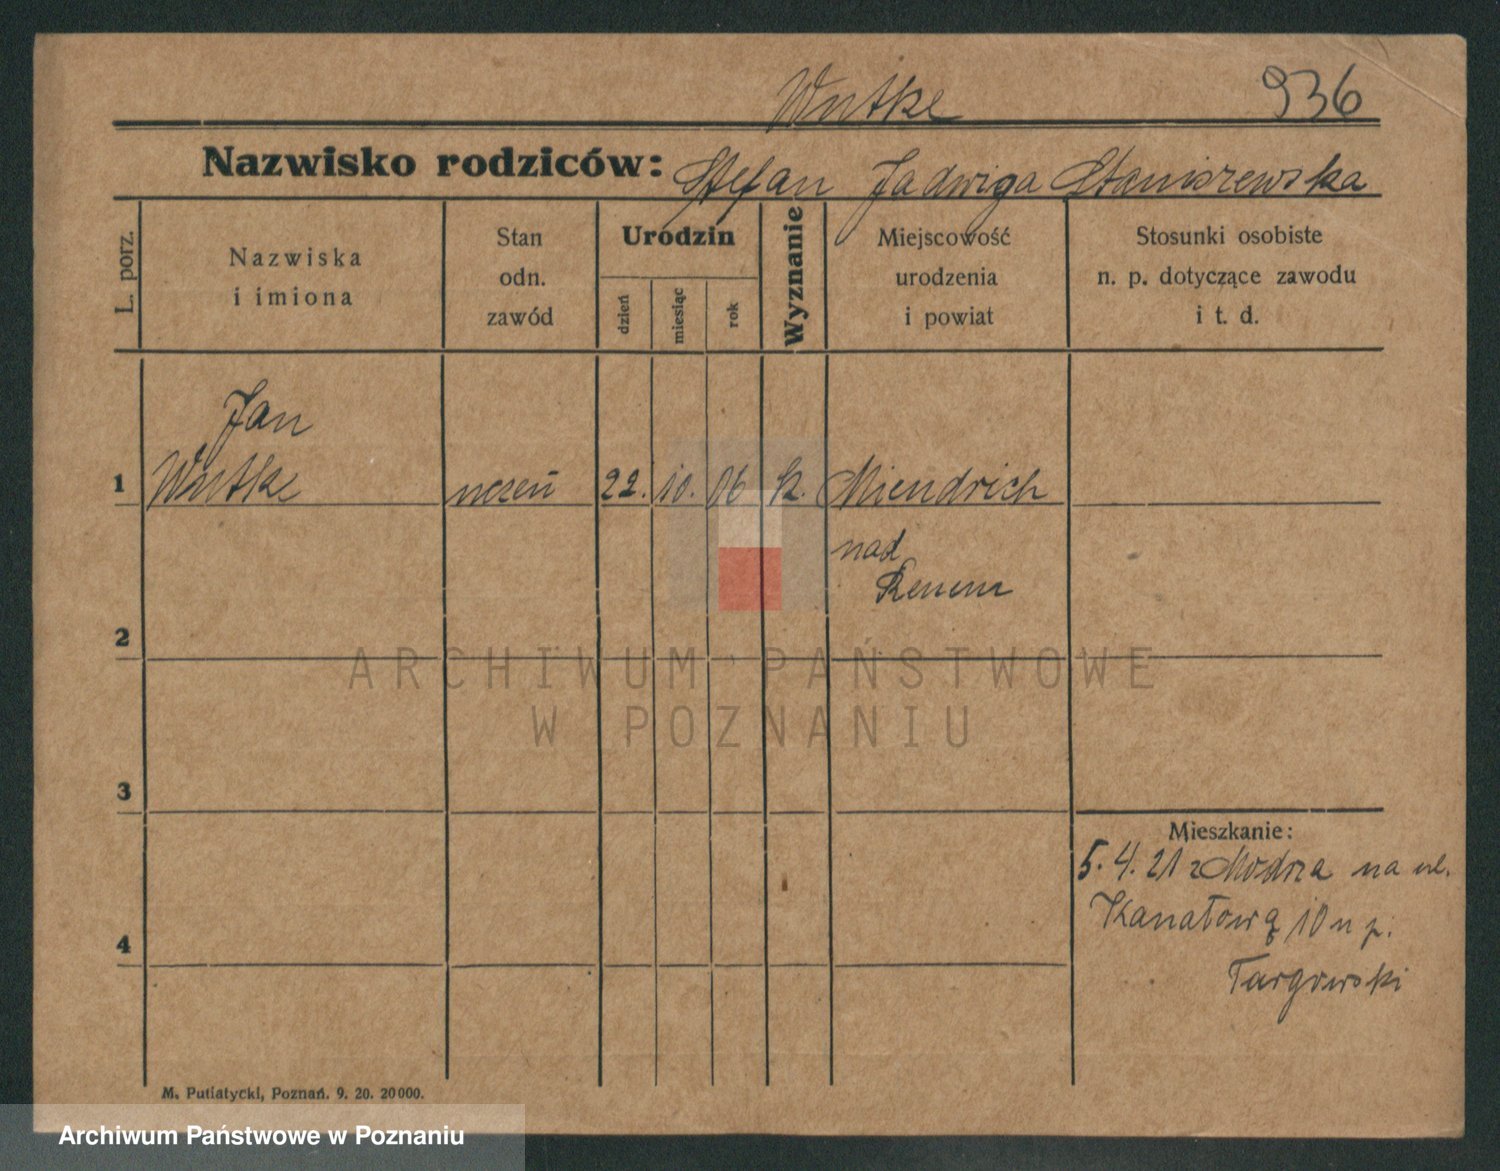 Wutke 936
Nazwisko rodziców: Stefan Jadwiga Staniszewska
L. porz.
Nazwiska
i imiona
Stan
odn.
zawód
Urodzin
dzień
miesiąc
rok
Wyznanie
Miejscowość
urodzenia
i powiat
Stosunki osobiste
n. p. dotyczące zawodu
i t. d.
Jan
1 Wutke uczeń 22. 10. 06 k. Miendrich
nad
Renem
2
ARCHIWUM PAŃSTWOWE
W POZNANIU
3
Mieszkanie:
5. 4. 21 z Modrza na ul.
Kanałową 10 u p.
Targowski
4
M. Putiatycki, Poznań. 9. 20. 20000.
Archiwum Państwowe w Poznaniu